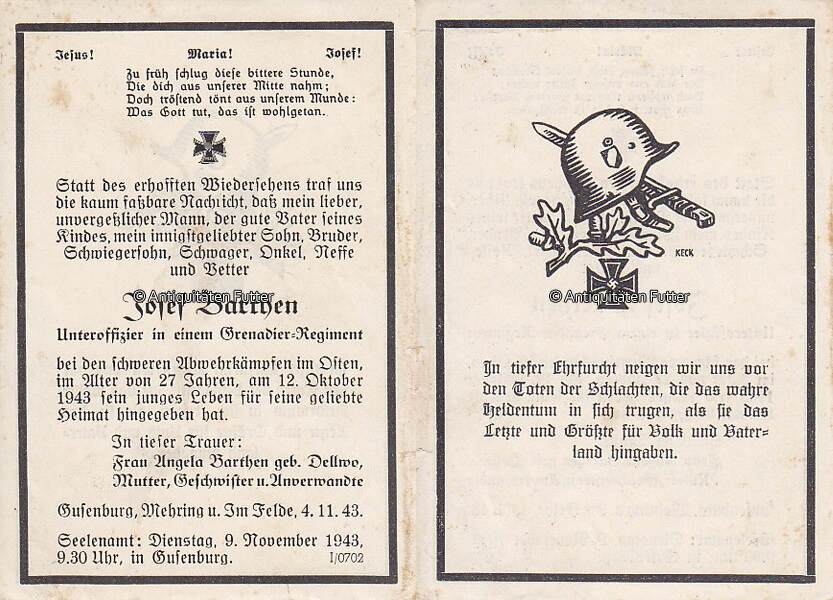 Jesus! Maria! Josef!
Zu früh schlug diese bittere Stunde,
Die dich aus unserer Mitte nahm;
Doch tröstend tönt aus unserem Munde:
Was Gott tut, das ist wohlgetan.
Statt des erhofften Wiedersehens traf uns
die kaum faßbare Nachricht, daß mein lieber,
unvergeßlicher Mann, der gute Vater seines
Kindes, mein innigstgeliebter Sohn, Bruder,
Schwiegersohn, Schwager, Onkel, Neffe
und Vetter
Josef Barthen
© Antiquitäten Futter
Unteroffizier in einem Grenadier-Regiment
bei den schweren Abwehrkämpfen im Osten,
im Alter von 27 Jahren, am 12. Oktober
1943 sein junges Leben für seine geliebte
Heimat hingegeben hat.
In tiefer Trauer:
Frau Angela Barthen geb. Dellwo,
Mutter, Geschwister u. Anverwandte
Gusenburg, Mehring u. Im Felde, 4. 11. 43.
Seelenamt: Dienstag, 9. November 1943,
9.30 Uhr, in Gusenburg. I/0702
KECK
© Antiquitäten Futter
In tiefer Ehrfurcht neigen wir uns vor
den Toten der Schlachten, die das wahre
Heldentum in sich trugen, als sie das
Letzte und Größte für Volk und Vater-
land hingaben.